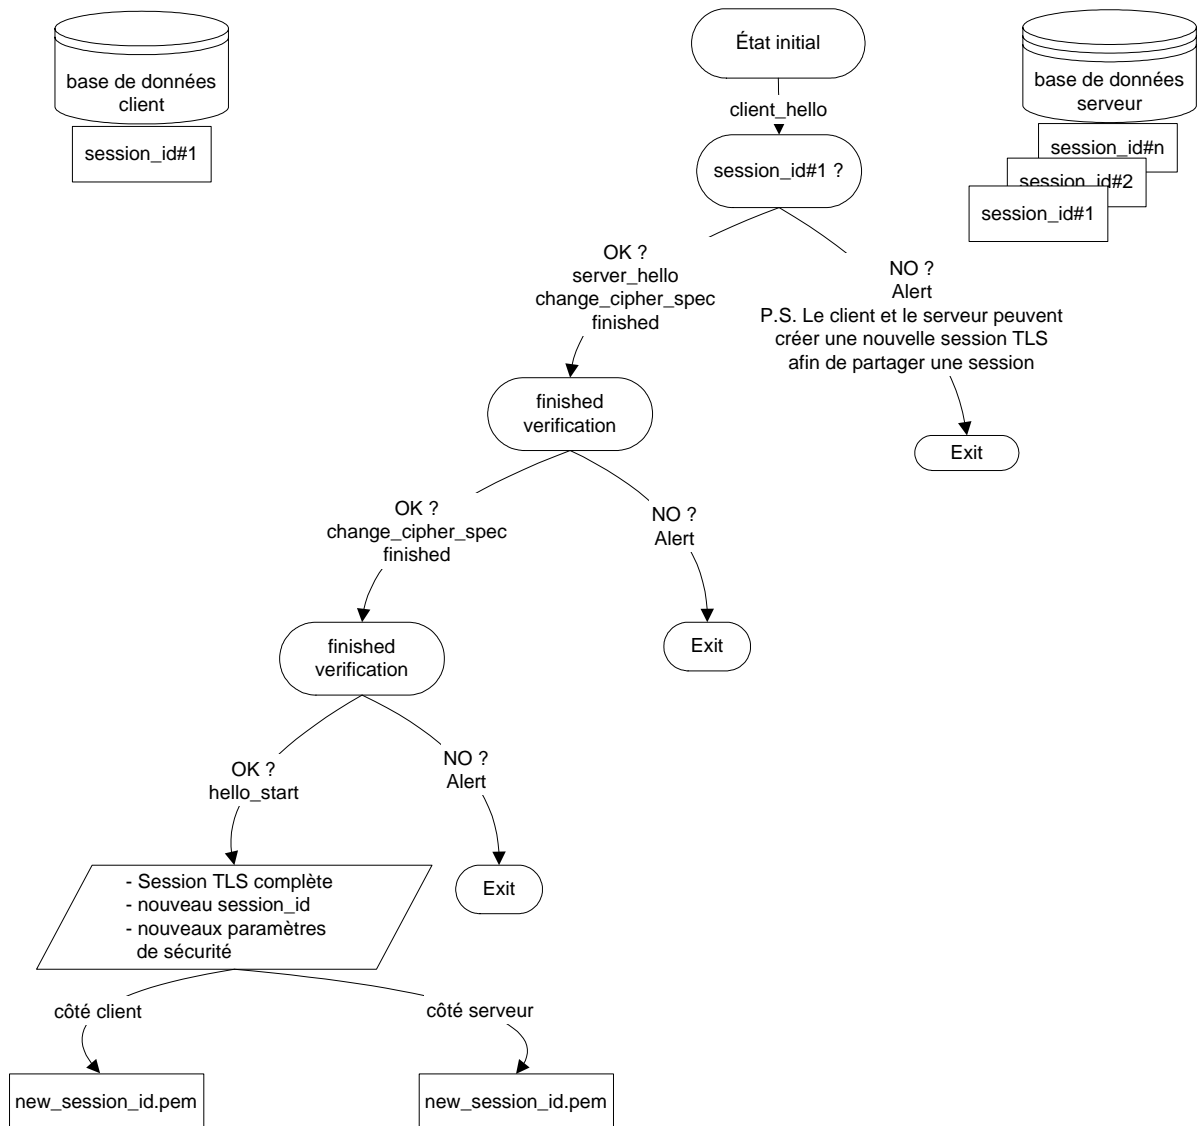 base de données
client
session_id#1
État initial
client_hello
session_id#1 ?
base de données
serveur
session_id#n
session_id#2
session_id#1
OK ?
server_hello
change_cipher_spec
finished
NO ?
Alert
P.S. Le client et le serveur peuvent
créer une nouvelle session TLS
afin de partager une session
finished
verification
Exit
OK ?
change_cipher_spec
finished
NO ?
Alert
finished
verification
Exit
OK ?
hello_start
NO ?
Alert
- Session TLS complète
- nouveau session_id
- nouveaux paramètres
de sécurité
Exit
côté client
côté serveur
new_session_id.pem
new_session_id.pem